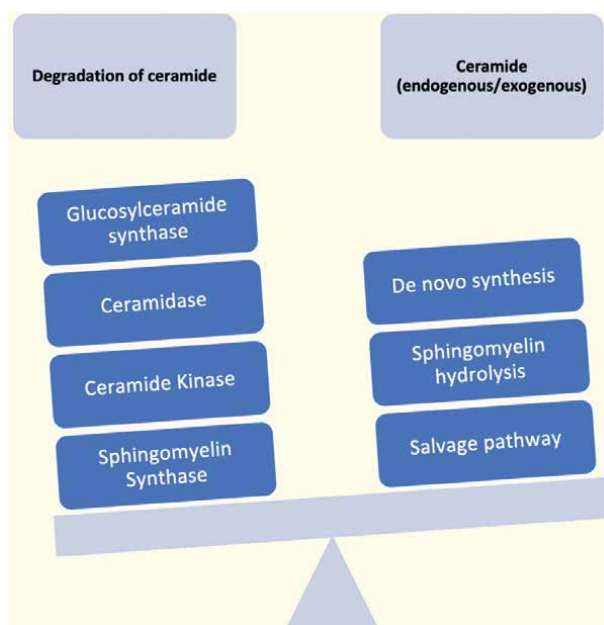 Degradation of ceramide
Ceramide
(endogenous/exogenous)
Glucosylceramide
synthase
Ceramidase
Ceramide Kinase
Sphingomyelin
Synthase
De novo synthesis
Sphingomyelin
hydrolysis
Salvage pathway